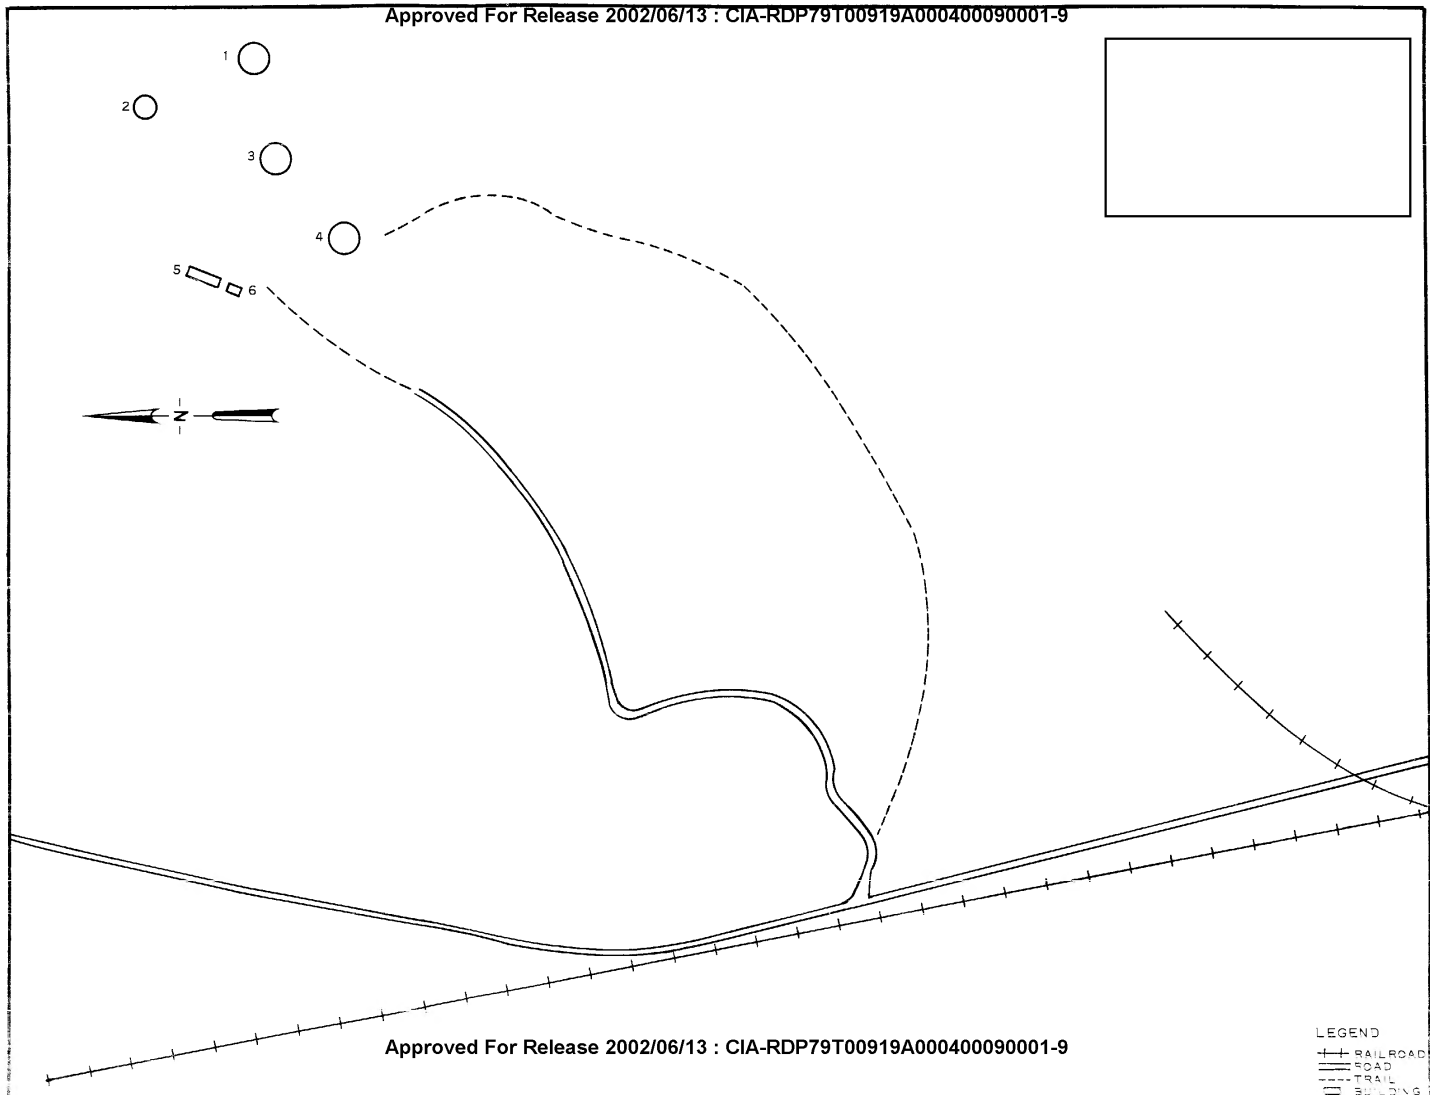 Approved For Release 2002/06/13 : CIA-RDP79T00919A000400090001-9
1
2
3
4
5
6
N
Approved For Release 2002/06/13 : CIA-RDP79T00919A000400090001-9
LEGEND
RAILROAD
ROAD
TRAIL
BUILDING